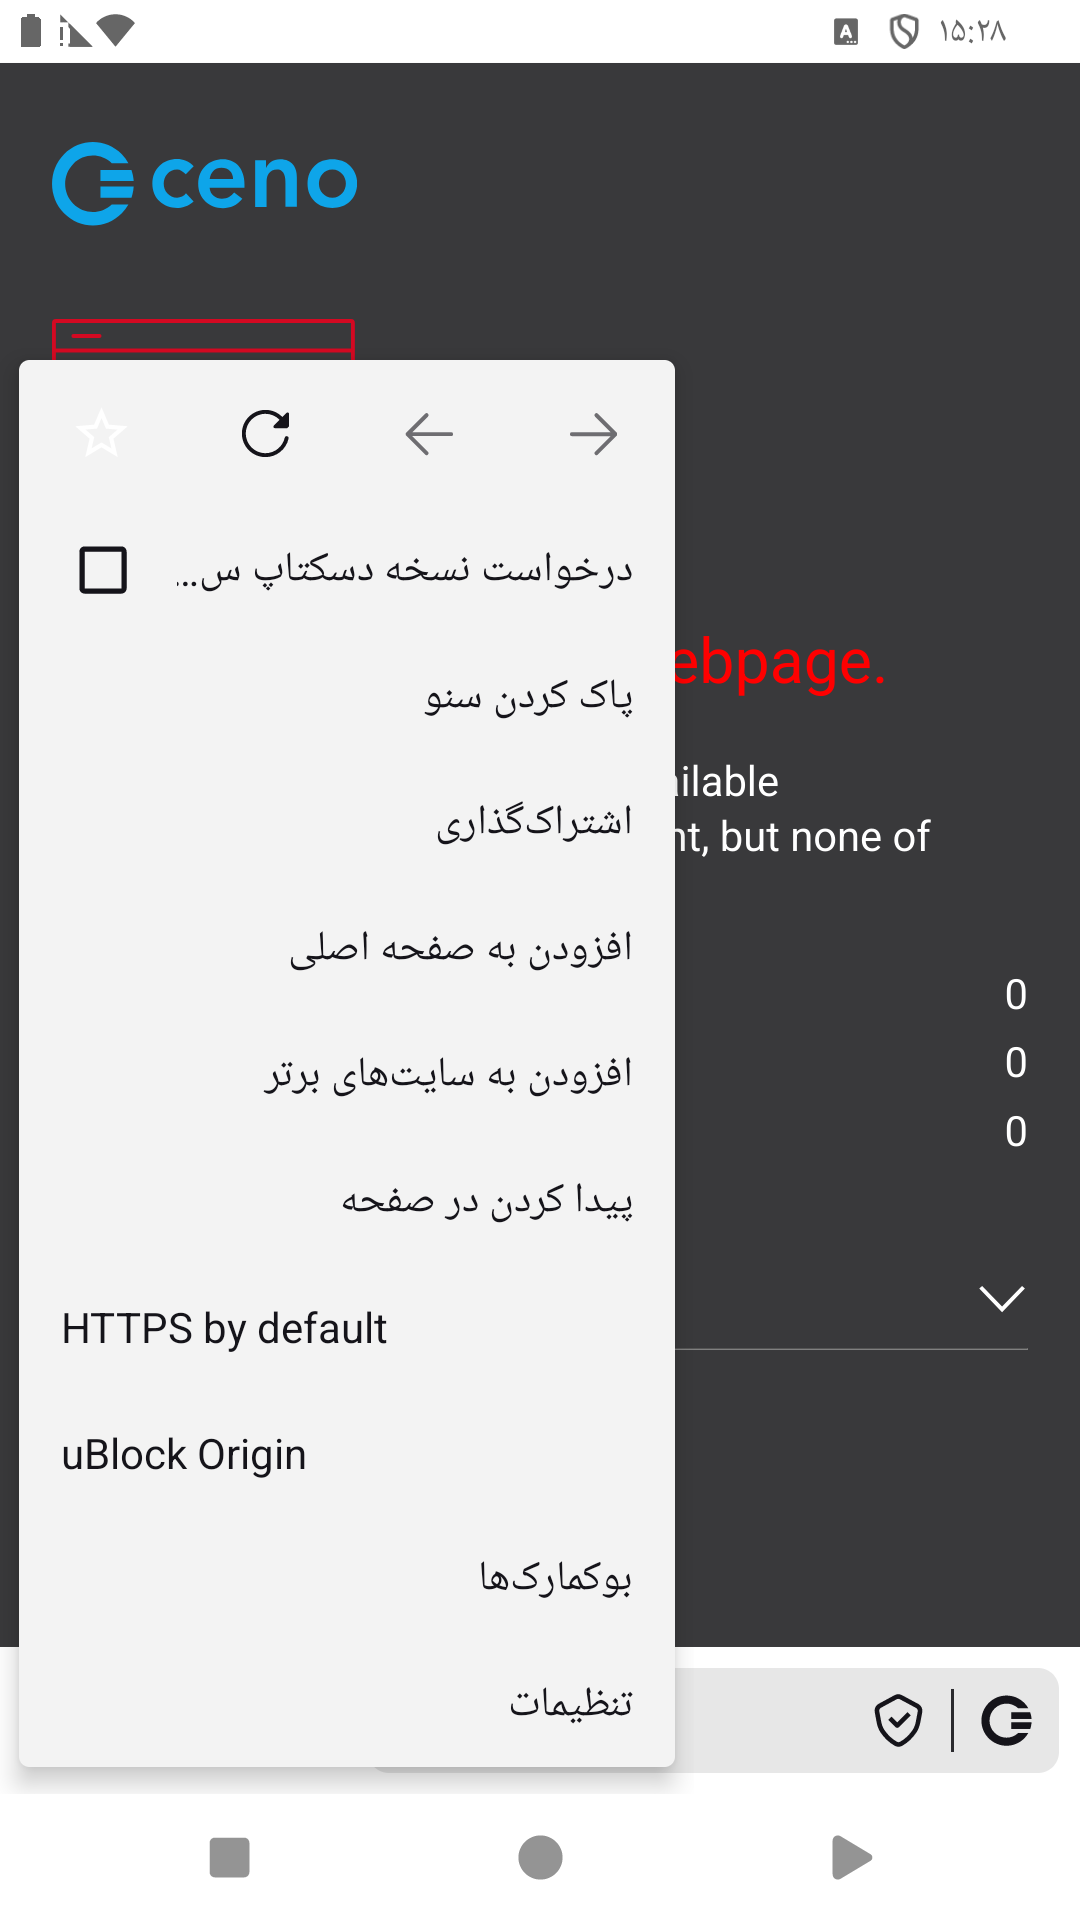 ۱۵:۲۸
ceno
درخواست نسخه دسکتاپ س...
پاک کردن سنو
ebpage.
ilable
اشتراک‌گذاری
nt, but none of
افزودن به صفحه اصلی
0
افزودن به سایت‌های برتر
0
0
پیدا کردن در صفحه
HTTPS by default
uBlock Origin
بوکمارک‌ها
تنظیمات